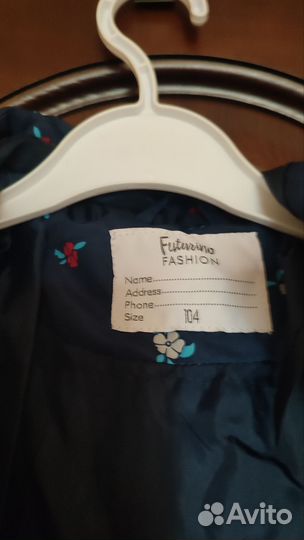 Futurino
FASHION
Name
Address
Phone
Size 104
Avito